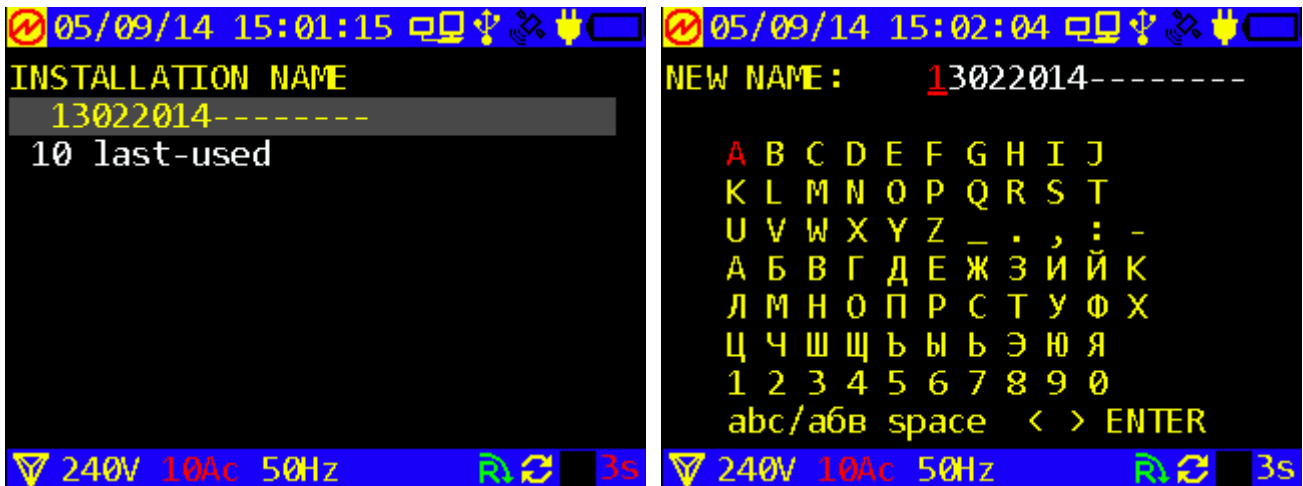 05/09/14 15:01:15
INSTALLATION NAME
13022014--------
10 last-used
240V 10Ac 50Hz R 3s
05/09/14 15:02:04
NEW NAME: 13022014--------
A B C D E F G H I J
K L M N O P Q R S T
U V W X Y Z _ . , : -
А Б В Г Д Е Ж З И Й К
Л М Н О П Р С Т У Ф Х
Ц Ч Ш Щ Ъ Ы Ь Э Ю Я
1 2 3 4 5 6 7 8 9 0
abc/абв space < > ENTER
240V 10Ac 50Hz R 3s